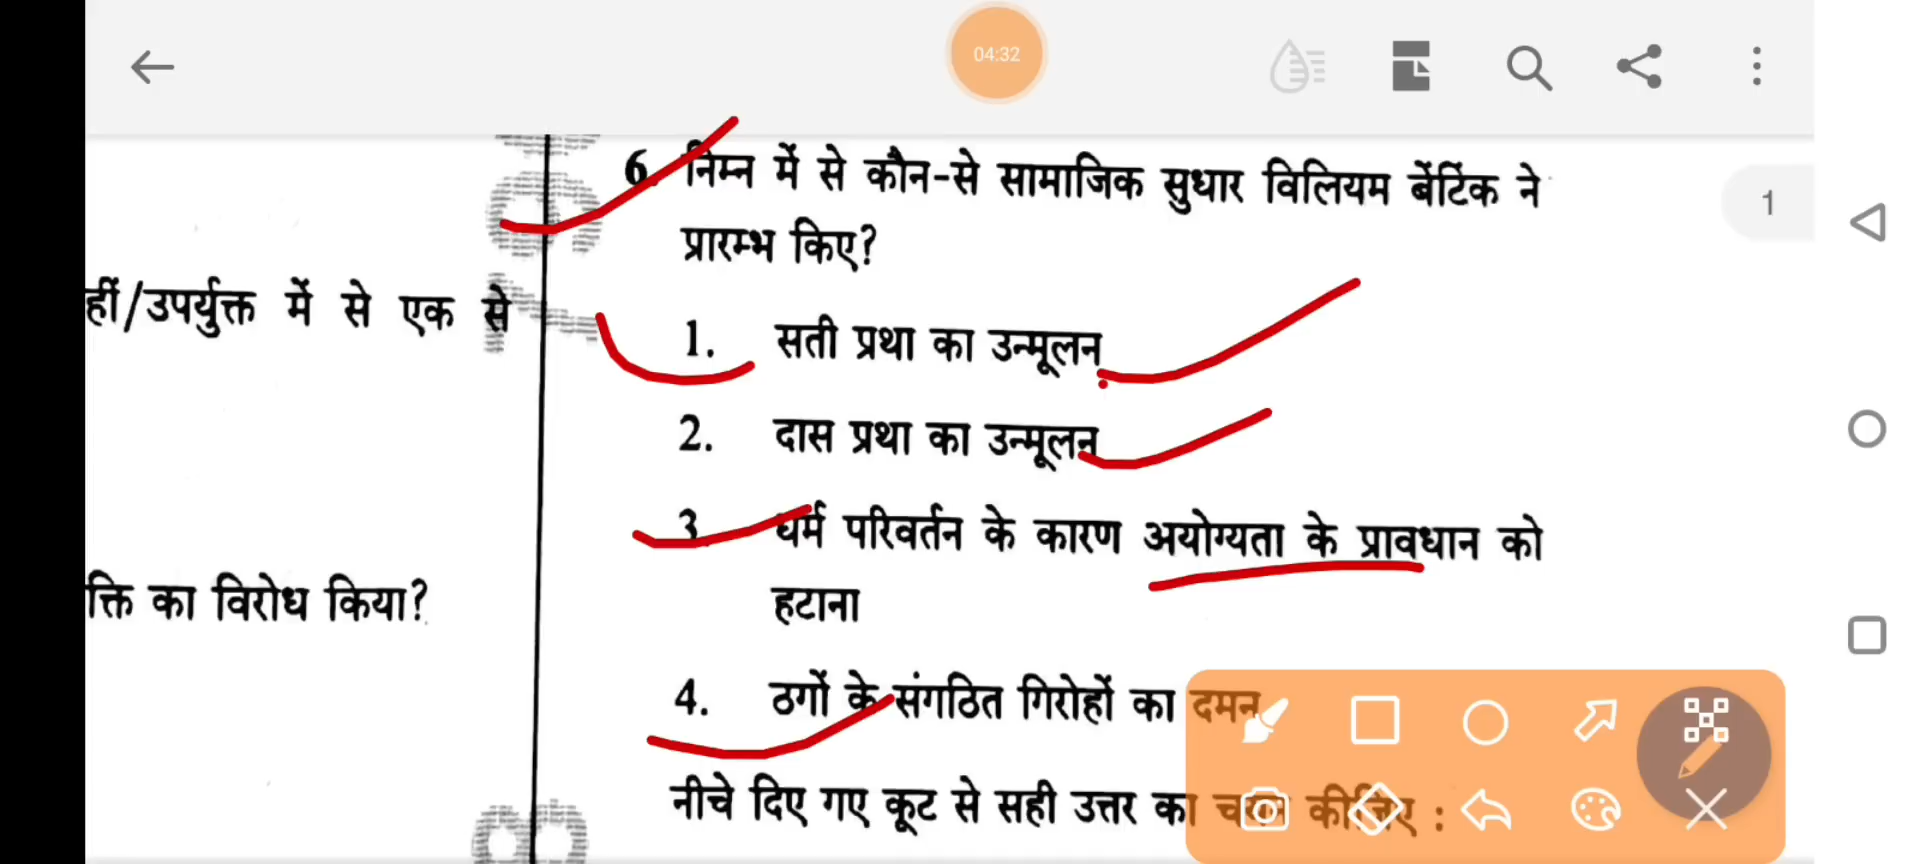 04:32
6. निम्न में से कौन-से सामाजिक सुधार विलियम बेंटिंक ने
1
प्रारम्भ किए?
हीं/उपर्युक्त में से एक से
1. सती प्रथा का उन्मूलन
2. दास प्रथा का उन्मूलन
3. धर्म परिवर्तन के कारण अयोग्यता के प्रावधान को
हटाना
क्ति का विरोध किया?
4. ठगों के संगठित गिरोहों का दमन
नीचे दिए गए कूट से सही उत्तर का चयन कीजिए :